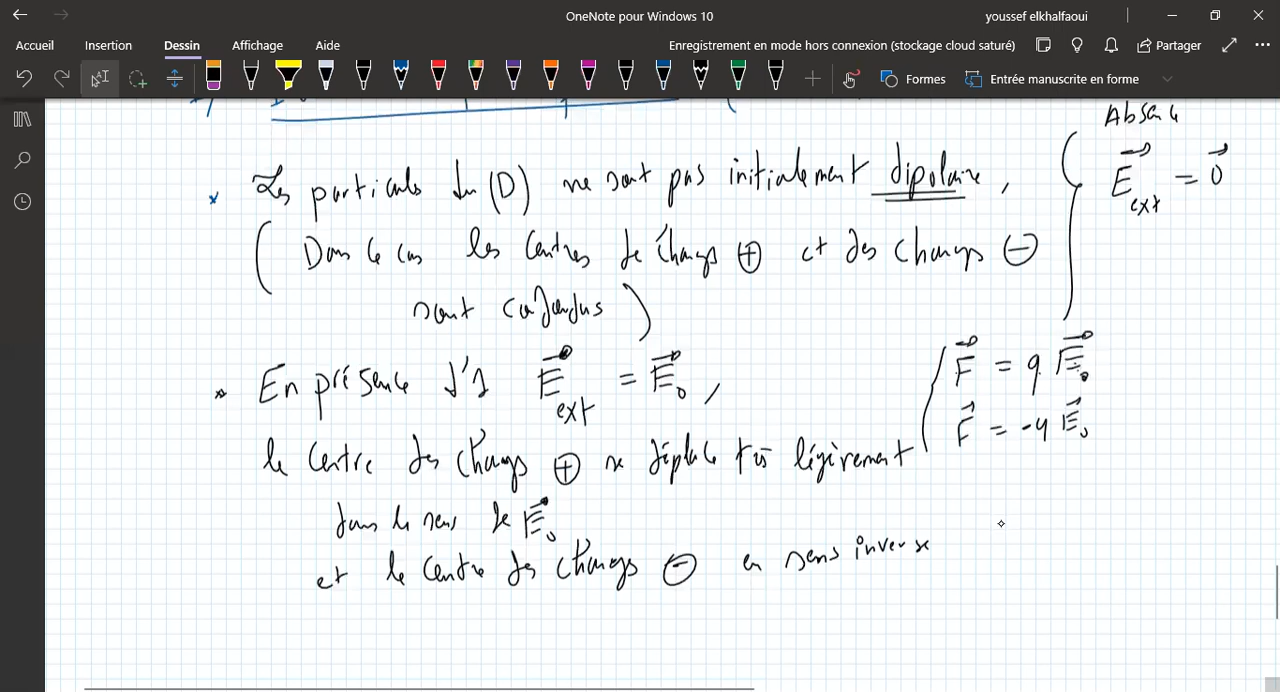 OneNote pour Windows 10
youssef elkhalfaoui
Accueil Insertion Dessin Affichage Aide
Enregistrement en mode hors connexion (stockage cloud saturé)
Partager
Formes
Entrée manuscrite en forme
Absence
* Les particules du (D) ne sont pas initialement dipolaire,
E⃗ext = 0⃗
(Dans ce cas les centres de charges ⊕ et des charges ⊖
sont confondus)
* En présence d'1 E⃗ext = E⃗0,
F⃗ = q E⃗0
F⃗ = -q E⃗0
le centre des charges ⊕ se déplace très légèrement
dans le sens de E⃗0
et le centre des charges ⊖ en sens inverse